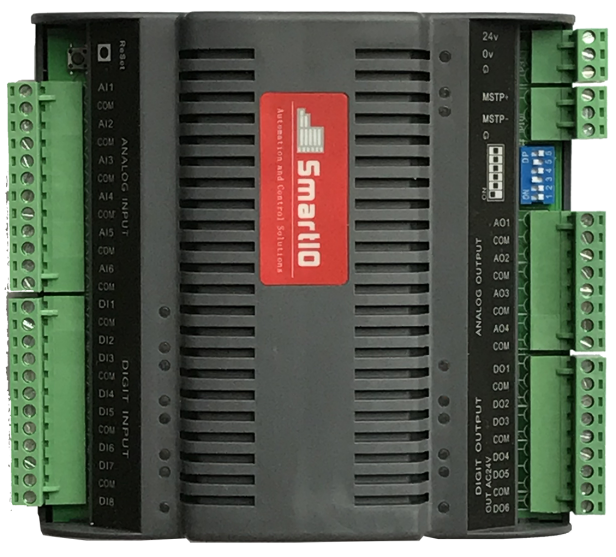 ReSet
AI1
COM
AI2
COM
AI3
COM
AI4
COM
AI5
COM
AI6
COM
ANALOG INPUT
DI1
COM
DI2
DI3
COM
DI4
DI5
COM
DI6
DI7
COM
DI8
DIGIT INPUT
SmartIO
Automation and Control Solutions
24v
0v
MSTP+
MSTP-
ON
ON DP
1 2 3 4 5 6
AO1
COM
AO2
COM
AO3
COM
AO4
COM
ANALOG OUTPUT
DO1
COM
DO2
DO3
COM
DO4
DO5
COM
DO6
DIGIT OUTPUT
OUT AC24V